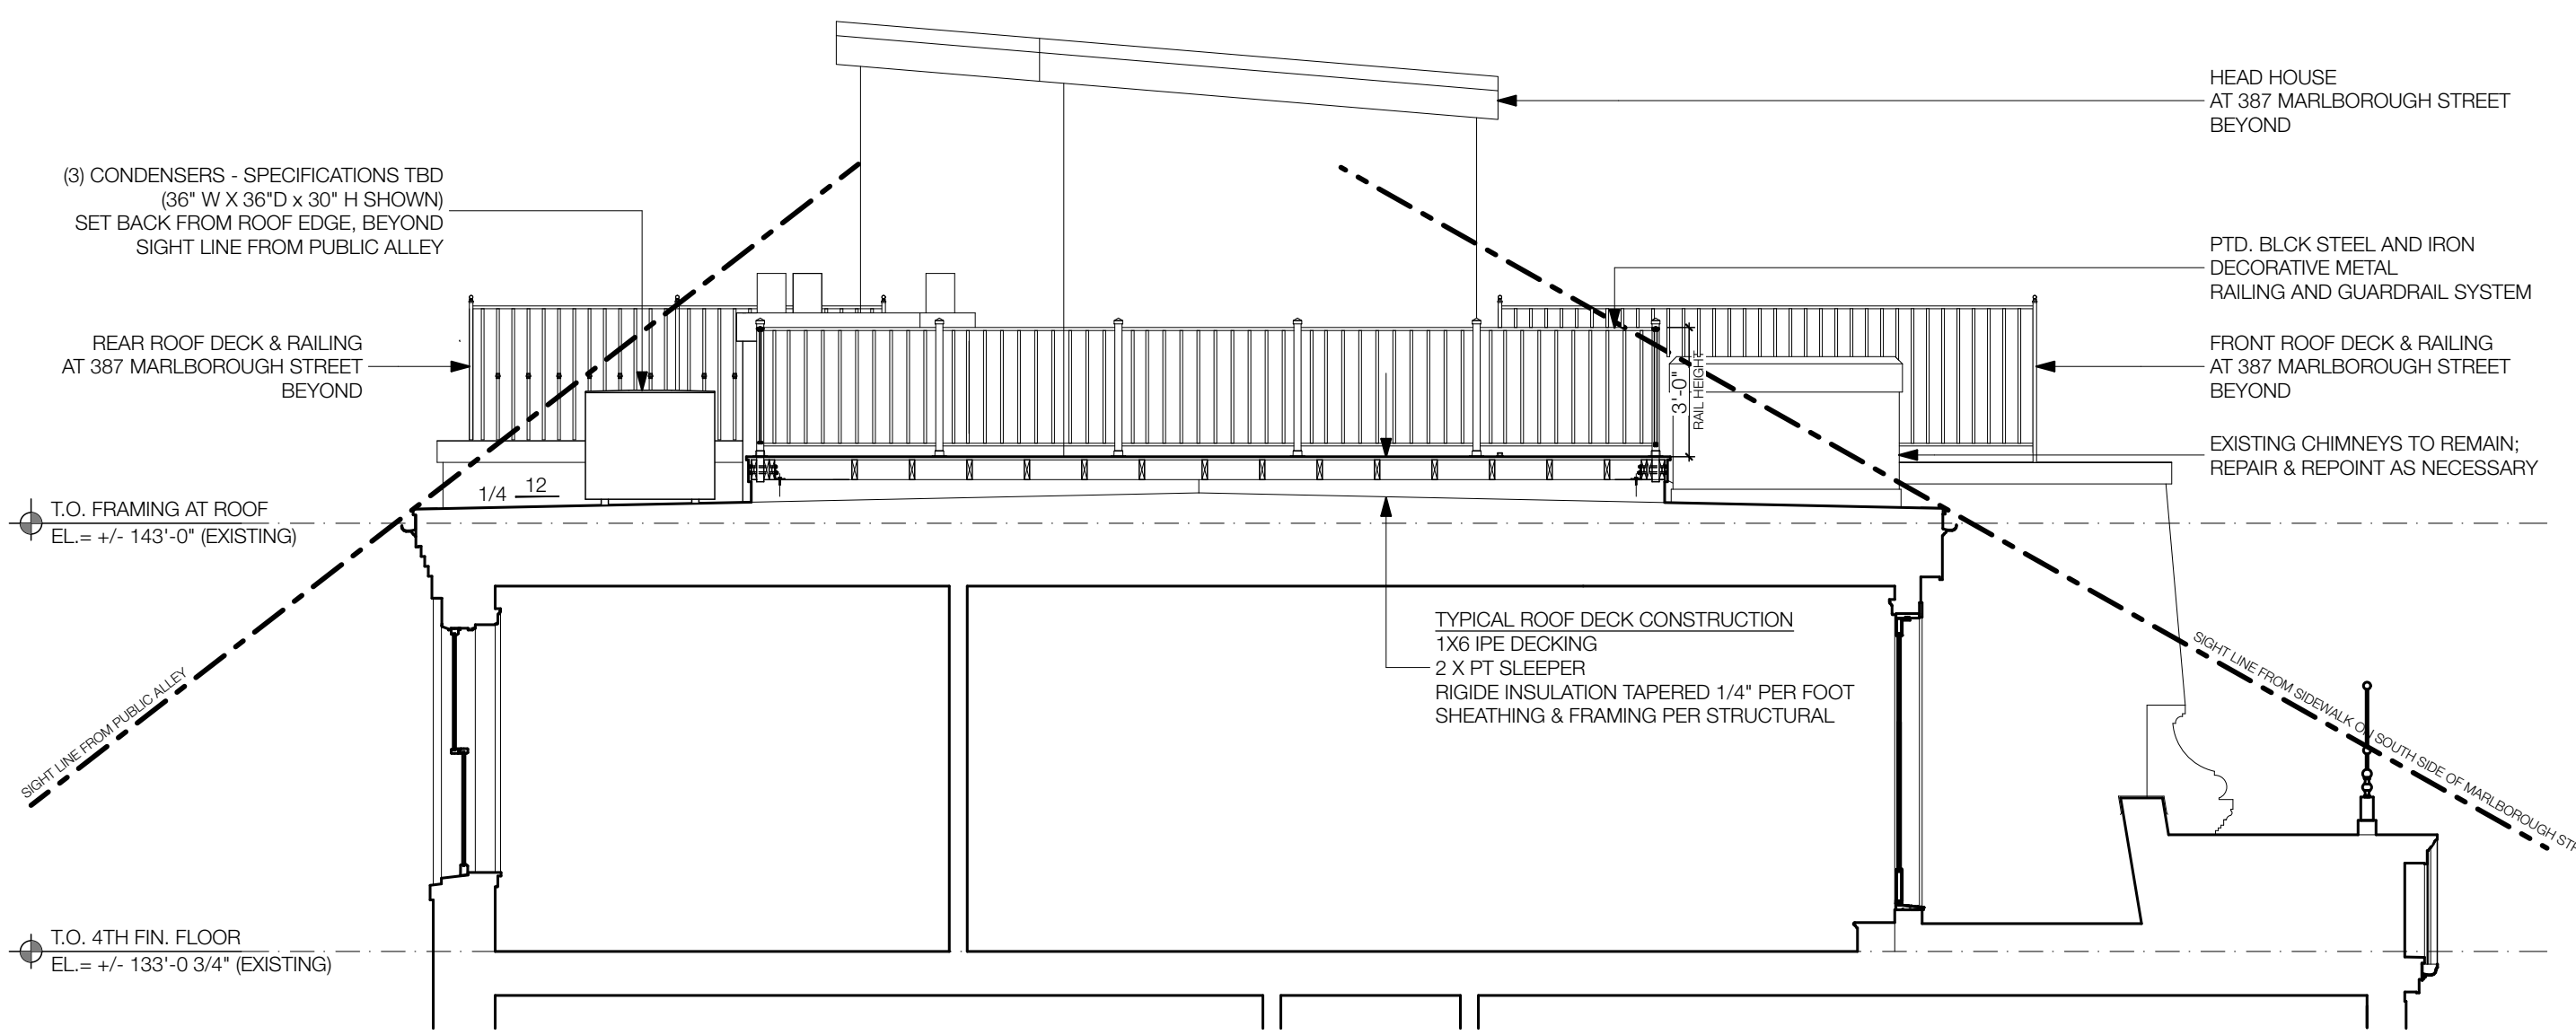 HEAD HOUSE
AT 387 MARLBOROUGH STREET
BEYOND
(3) CONDENSERS - SPECIFICATIONS TBD
(36" W X 36"D x 30" H SHOWN)
SET BACK FROM ROOF EDGE, BEYOND
SIGHT LINE FROM PUBLIC ALLEY
PTD. BLCK STEEL AND IRON
DECORATIVE METAL
RAILING AND GUARDRAIL SYSTEM
REAR ROOF DECK & RAILING
AT 387 MARLBOROUGH STREET
BEYOND
3'-0"
RAIL HEIGHT
FRONT ROOF DECK & RAILING
AT 387 MARLBOROUGH STREET
BEYOND
EXISTING CHIMNEYS TO REMAIN;
REPAIR & REPOINT AS NECESSARY
1/4 12
T.O. FRAMING AT ROOF
EL.= +/- 143'-0" (EXISTING)
TYPICAL ROOF DECK CONSTRUCTION
1X6 IPE DECKING
2 X PT SLEEPER
RIGIDE INSULATION TAPERED 1/4" PER FOOT
SHEATHING & FRAMING PER STRUCTURAL
SIGHT LINE FROM PUBLIC ALLEY
SIGHT LINE FROM SIDEWALK ON SOUTH SIDE OF MARLBOROUGH
T.O. 4TH FIN. FLOOR
EL.= +/- 133'-0 3/4" (EXISTING)